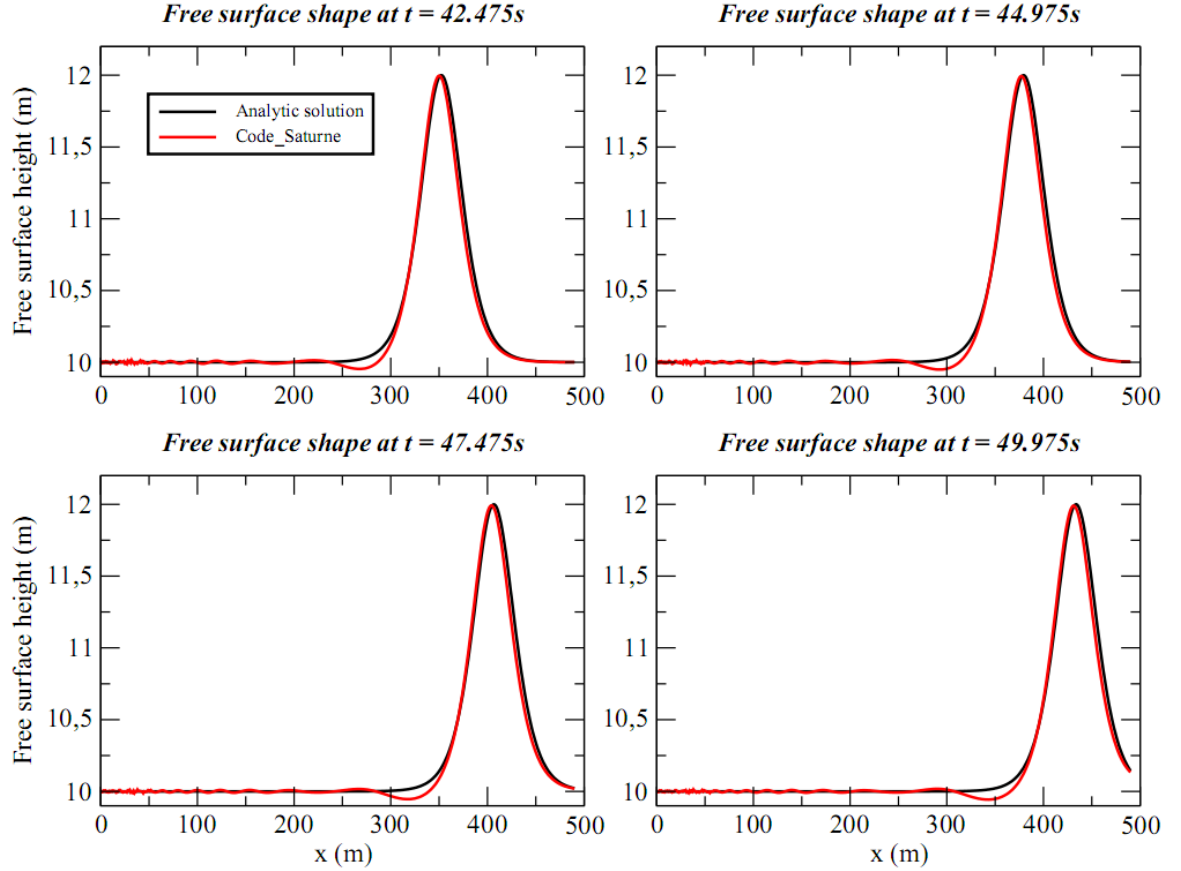 Free surface shape at t = 42.475s
Free surface shape at t = 44.975s
Free surface height (m)
12
11,5
11
10,5
10
Analytic solution
Code_Saturne
0 100 200 300 400 500
12
11,5
11
10,5
10
0 100 200 300 400 500
Free surface shape at t = 47.475s
Free surface shape at t = 49.975s
Free surface height (m)
12
11,5
11
10,5
10
0 100 200 300 400 500
x (m)
12
11,5
11
10,5
10
0 100 200 300 400 500
x (m)